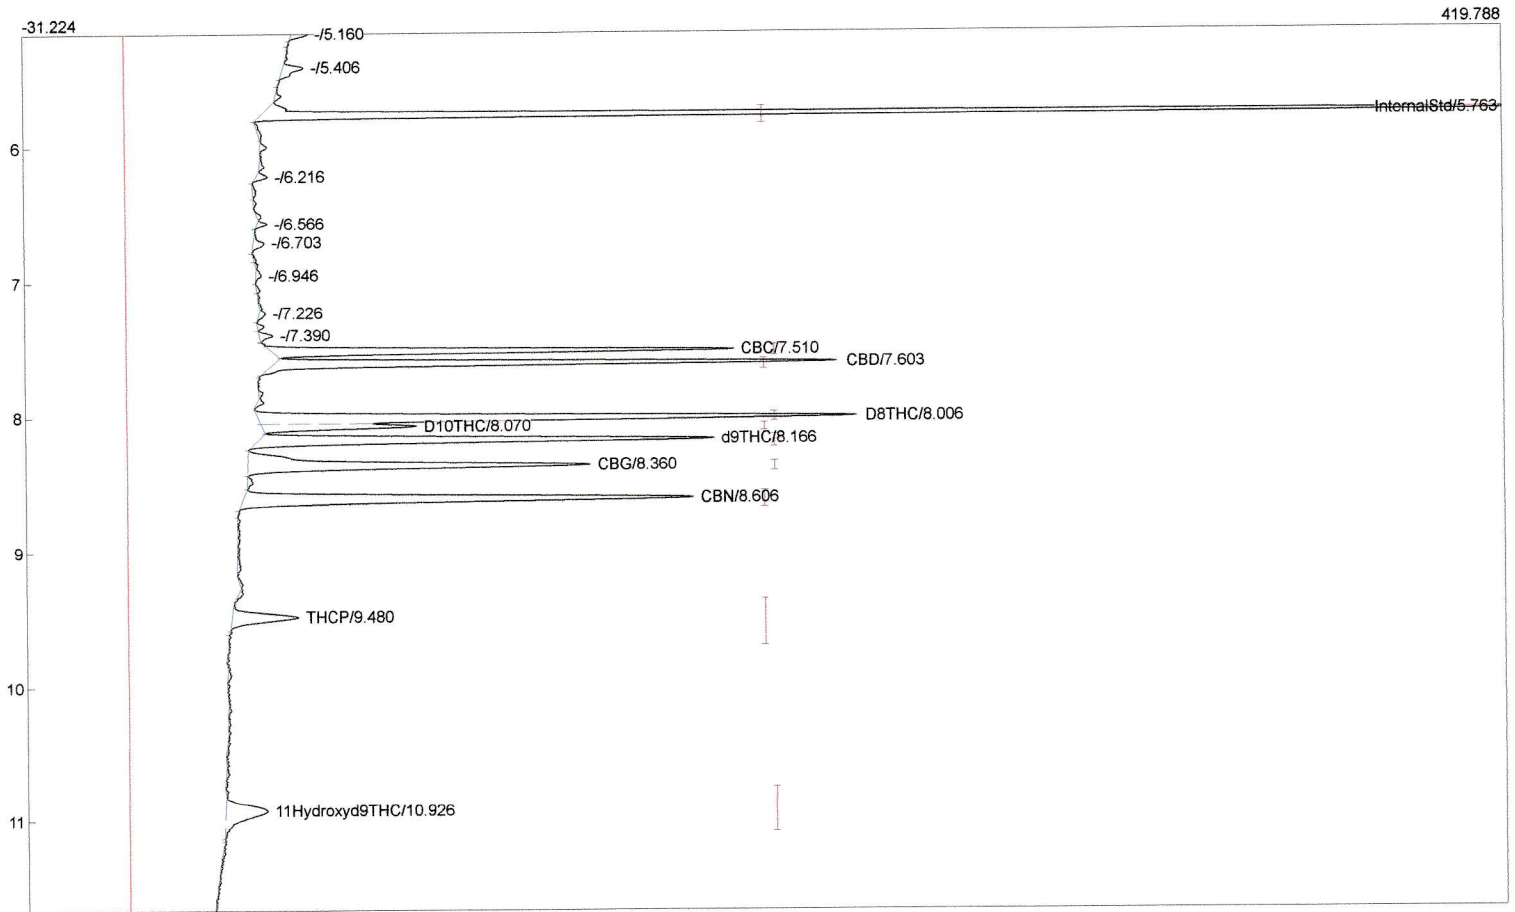 -31.224
419.788
-/5.160
-/5.406
InternalStd/5.763
6
-/6.216
-/6.566
-/6.703
-/6.946
7
-/7.226
-/7.390
CBC/7.510
CBD/7.603
D8THC/8.006
8
D10THC/8.070
d9THC/8.166
CBG/8.360
CBN/8.606
9
THCP/9.480
10
11Hydroxyd9THC/10.926
11